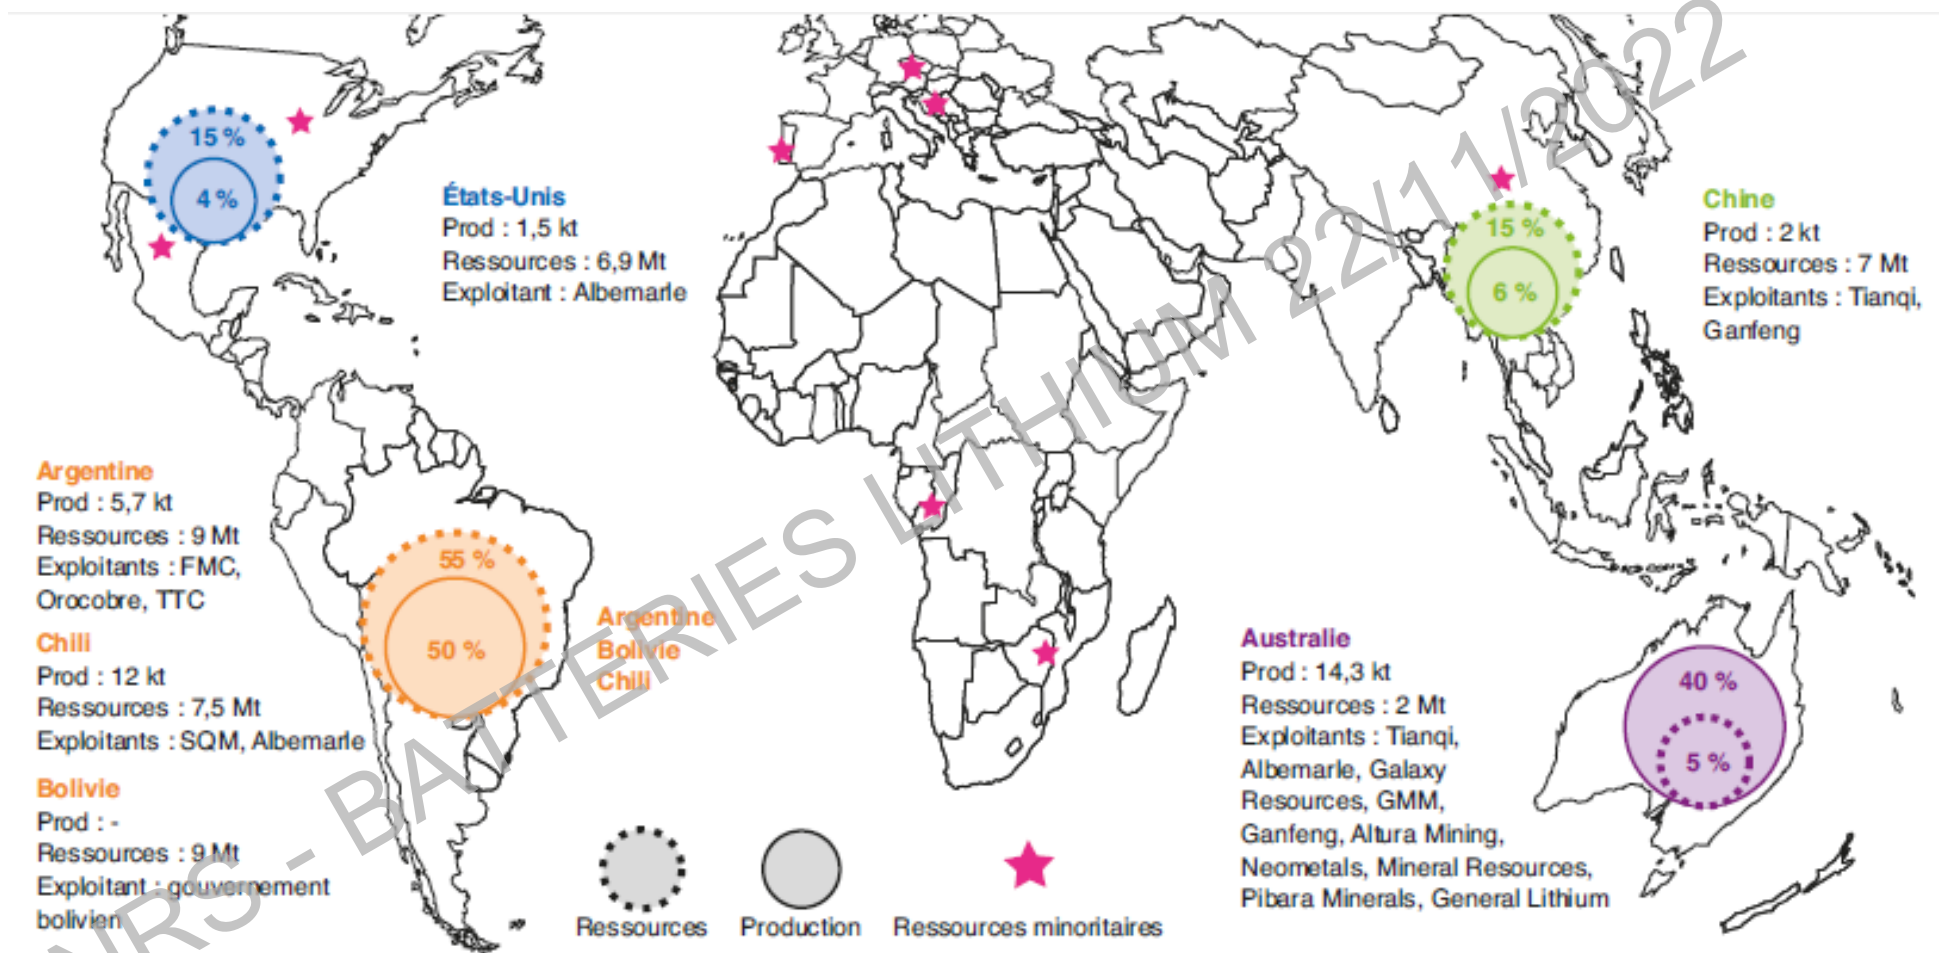 15 %
4 %
États-Unis
Prod : 1,5 kt
Ressources : 6,9 Mt
Exploitant : Albemarle
Chine
Prod : 2 kt
Ressources : 7 Mt
Exploitants : Tianqi,
Ganfeng
15 %
6 %
Argentine
Prod : 5,7 kt
Ressources : 9 Mt
Exploitants : FMC,
Orocobre, TTC
Chili
Prod : 12 kt
Ressources : 7,5 Mt
Exploitants : SQM, Albemarle
Bolivie
Prod : -
Ressources : 9 Mt
Exploitant : gouvernement
bolivien
55 %
50 %
Argentine
Bolivie
Chili
Australie
Prod : 14,3 kt
Ressources : 2 Mt
Exploitants : Tianqi,
Albemarle, Galaxy
Resources, GMM,
Ganfeng, Altura Mining,
Neometals, Mineral Resources,
Pibara Minerals, General Lithium
40 %
5 %
Ressources
Production
Ressources minoritaires
- BATTERIES LITHIUM 22/11/2022